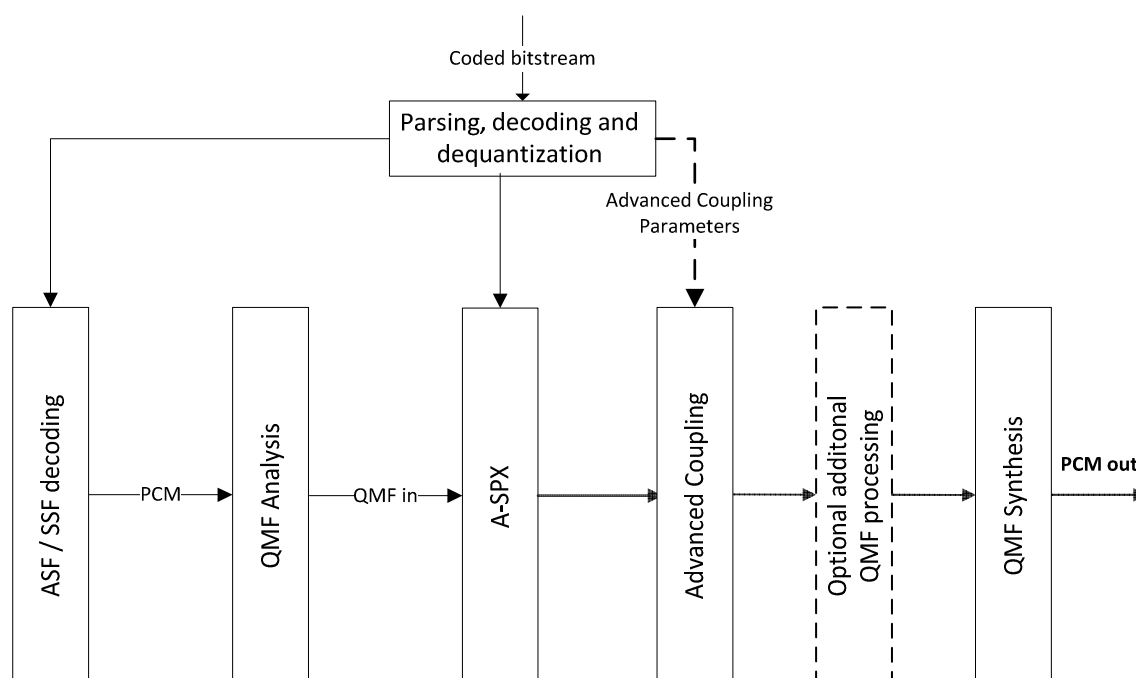 Coded bitstream
Parsing, decoding and
dequantization
Advanced Coupling
Parameters
ASF / SSF decoding
PCM
QMF Analysis
QMF in
A-SPX
Advanced Coupling
Optional additonal
QMF processing
QMF Synthesis
PCM out